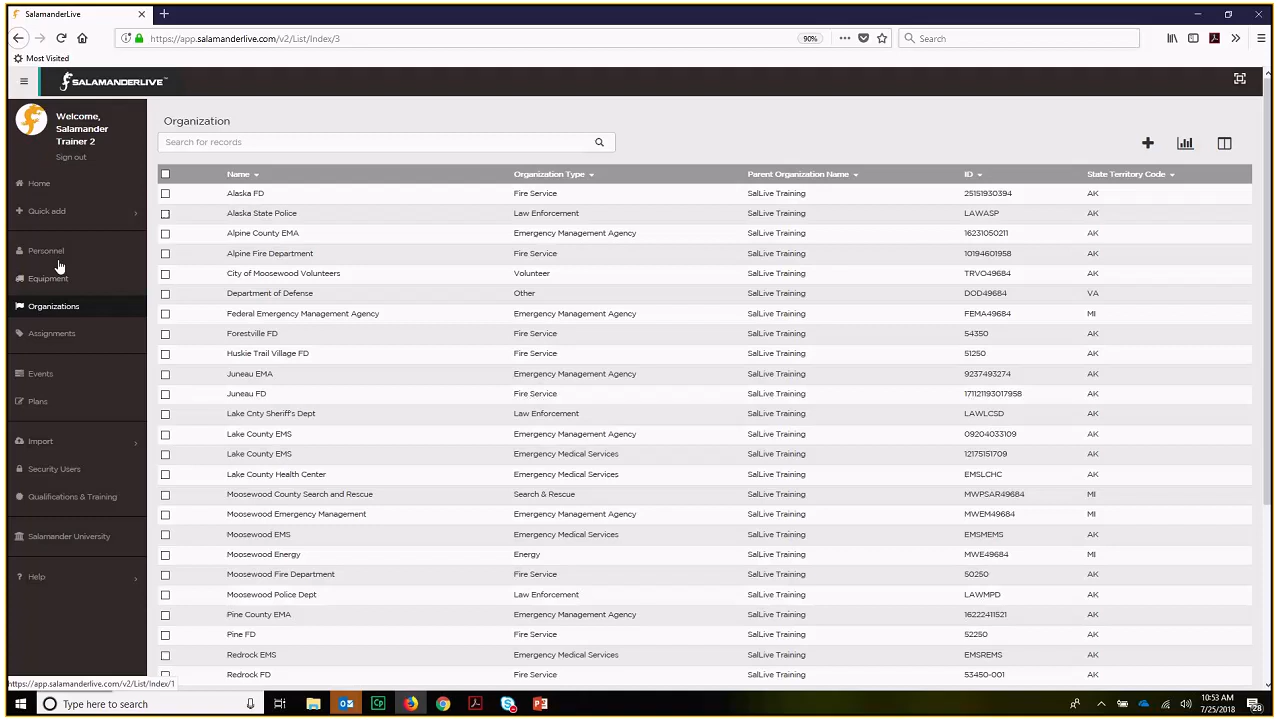 SalamanderLive
https://app.salamanderlive.com/v2/List/Index/3
90%
Search
Most Visited
SALAMANDERLIVE™
Welcome,
Salamander
Trainer 2
Sign out
Home
Quick add
Personnel
Equipment
Organizations
Assignments
Events
Plans
Import
Security Users
Qualifications & Training
Salamander University
? Help
Organization
Search for records
Name Organization Type Parent Organization Name ID State Territory Code
Alaska FD Fire Service SalLive Training 25151930394 AK
Alaska State Police Law Enforcement SalLive Training LAWASP AK
Alpine County EMA Emergency Management Agency SalLive Training 16231050211 AK
Alpine Fire Department Fire Service SalLive Training 10194601958 AK
City of Moosewood Volunteers Volunteer SalLive Training TRVO49684 AK
Department of Defense Other SalLive Training DOD49684 VA
Federal Emergency Management Agency Emergency Management Agency SalLive Training FEMA49684 MI
Forestville FD Fire Service SalLive Training 54350 AK
Huskie Trail Village FD Fire Service SalLive Training 51250 AK
Juneau EMA Emergency Management Agency SalLive Training 9237493274 AK
Juneau FD Fire Service SalLive Training 171121193017958 AK
Lake Cnty Sheriff's Dept Law Enforcement SalLive Training LAWLCSD AK
Lake County EMS Emergency Management Agency SalLive Training 09204033109 AK
Lake County EMS Emergency Medical Services SalLive Training 12175151709 AK
Lake County Health Center Emergency Medical Services SalLive Training EMSLCHC AK
Moosewood County Search and Rescue Search & Rescue SalLive Training MWPSAR49684 MI
Moosewood Emergency Management Emergency Management Agency SalLive Training MWEM49684 MI
Moosewood EMS Emergency Medical Services SalLive Training EMSMEMS AK
Moosewood Energy Energy SalLive Training MWE49684 MI
Moosewood Fire Department Fire Service SalLive Training 50250 AK
Moosewood Police Dept Law Enforcement SalLive Training LAWMPD AK
Pine County EMA Emergency Management Agency SalLive Training 16222411521 AK
Pine FD Fire Service SalLive Training 52250 AK
Redrock EMS Emergency Medical Services SalLive Training EMSREMS AK
Redrock FD Fire Service SalLive Training 53450-001 AK
https://app.salamanderlive.com/v2/List/Index/1
Type here to search
10:53 AM
7/25/2018
28